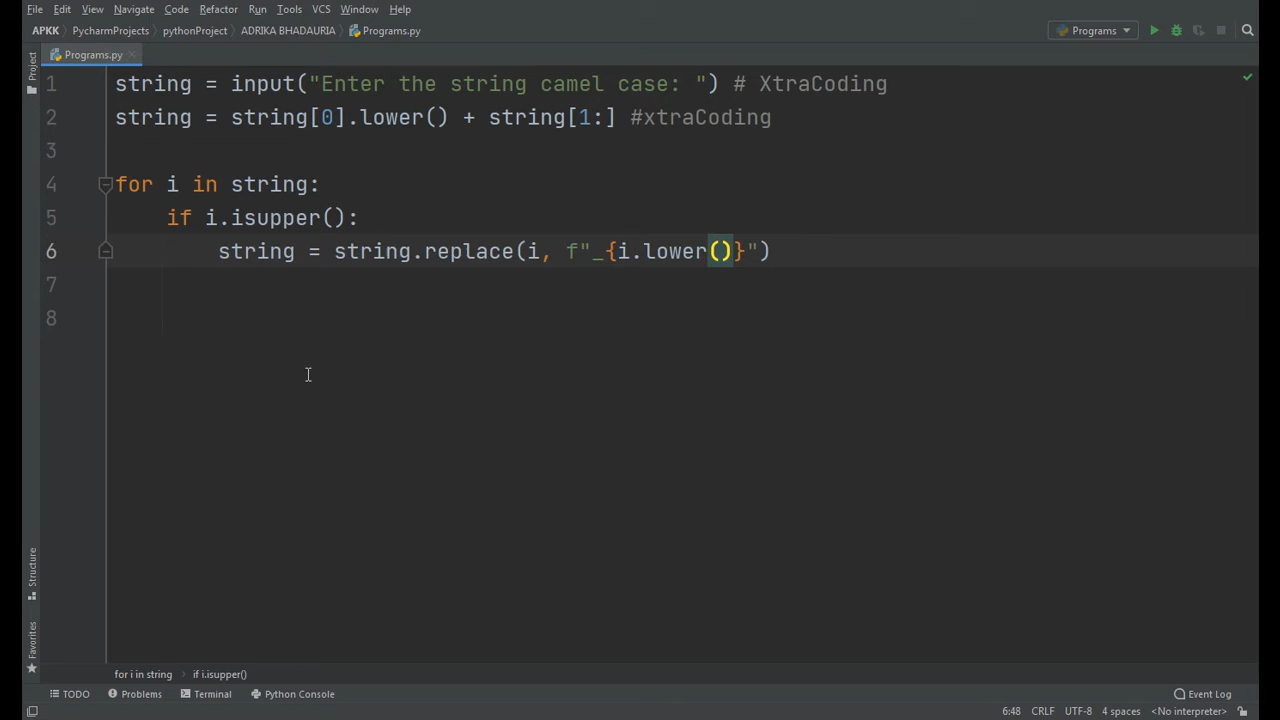 File Edit View Navigate Code Refactor Run Tools VCS Window Help
APKK PycharmProjects pythonProject ADRIKA BHADAURIA Programs.py Programs
Programs.py
Project
1 string = input("Enter the string camel case: ") # XtraCoding
2 string = string[0].lower() + string[1:] #xtraCoding
3
4 for i in string:
5 if i.isupper():
6 string = string.replace(i, f"_{i.lower()}")
7
8
Structure
Favorites
for i in string if i.isupper()
TODO Problems Terminal Python Console Event Log
6:48 CRLF UTF-8 4 spaces <No interpreter>